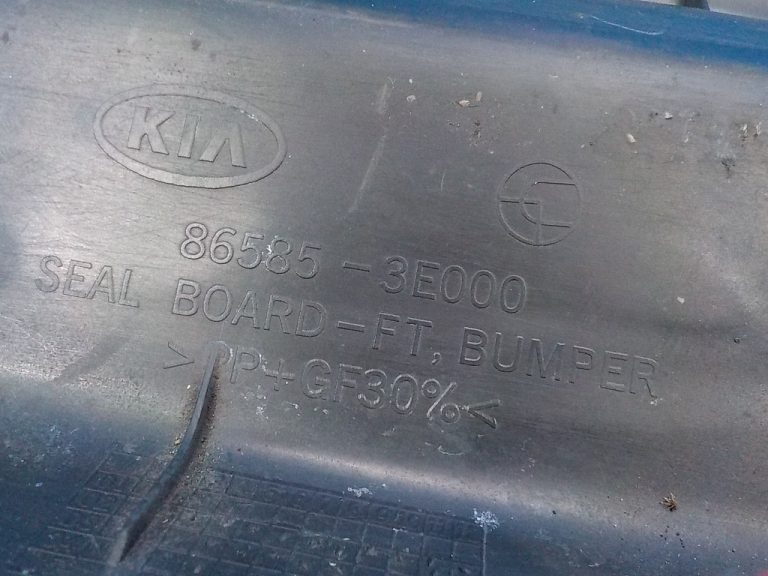 KIA
86585-3E000
SEAL BOARD-FT, BUMPER
>PP+GF30%<